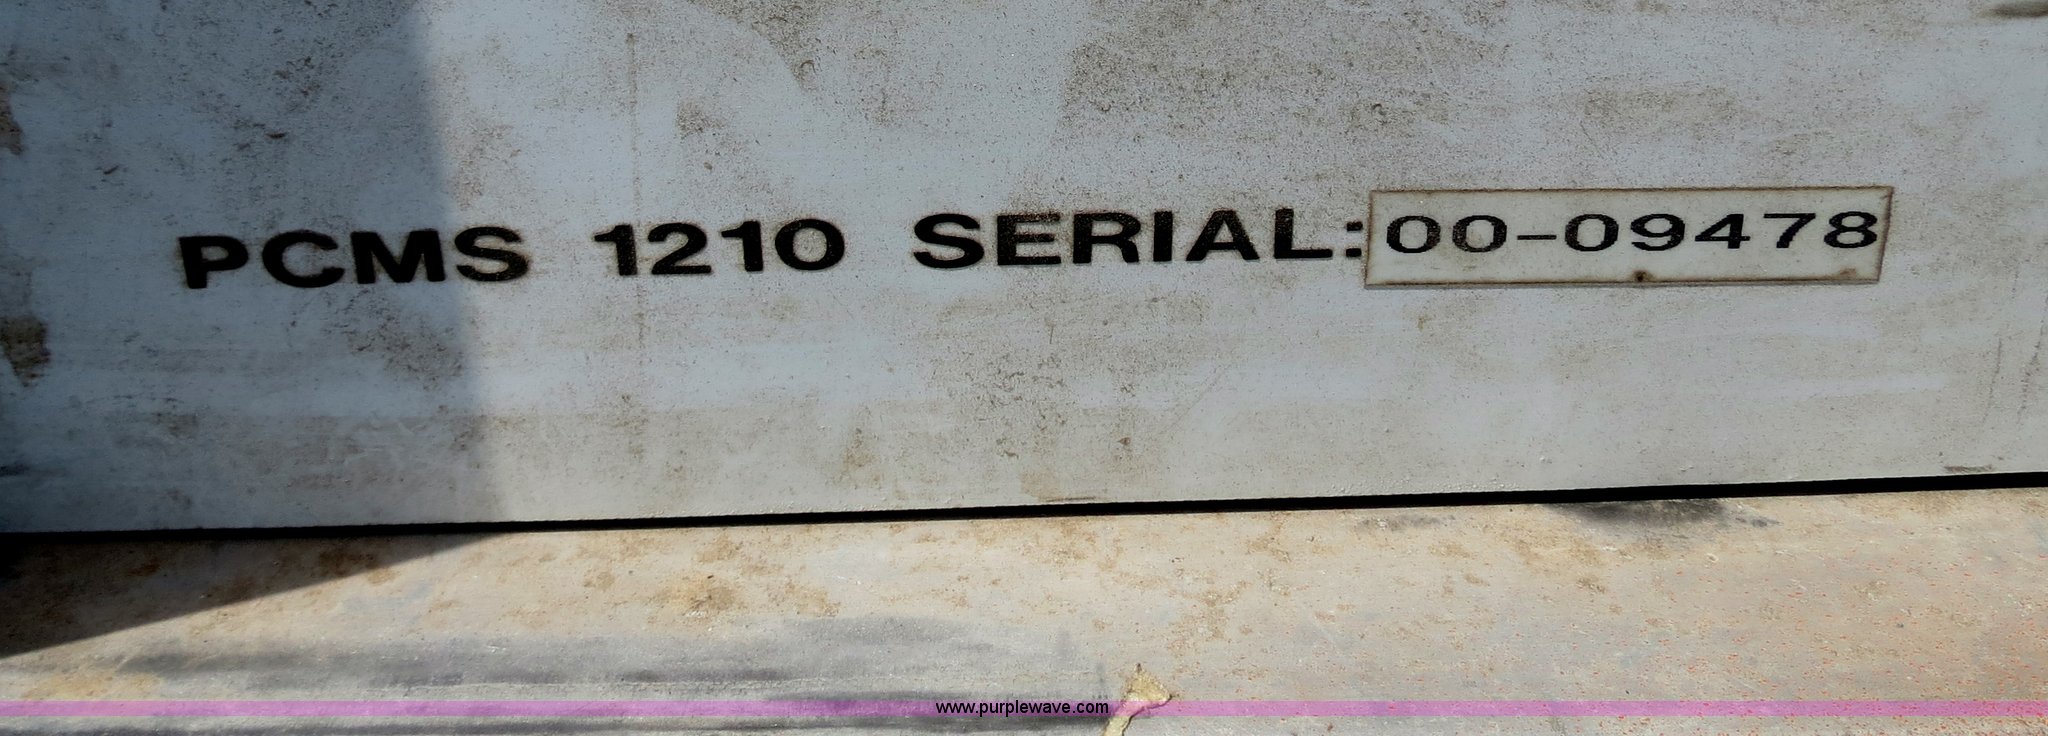 PCMS 1210 SERIAL:00-09478
www.purplewave.com